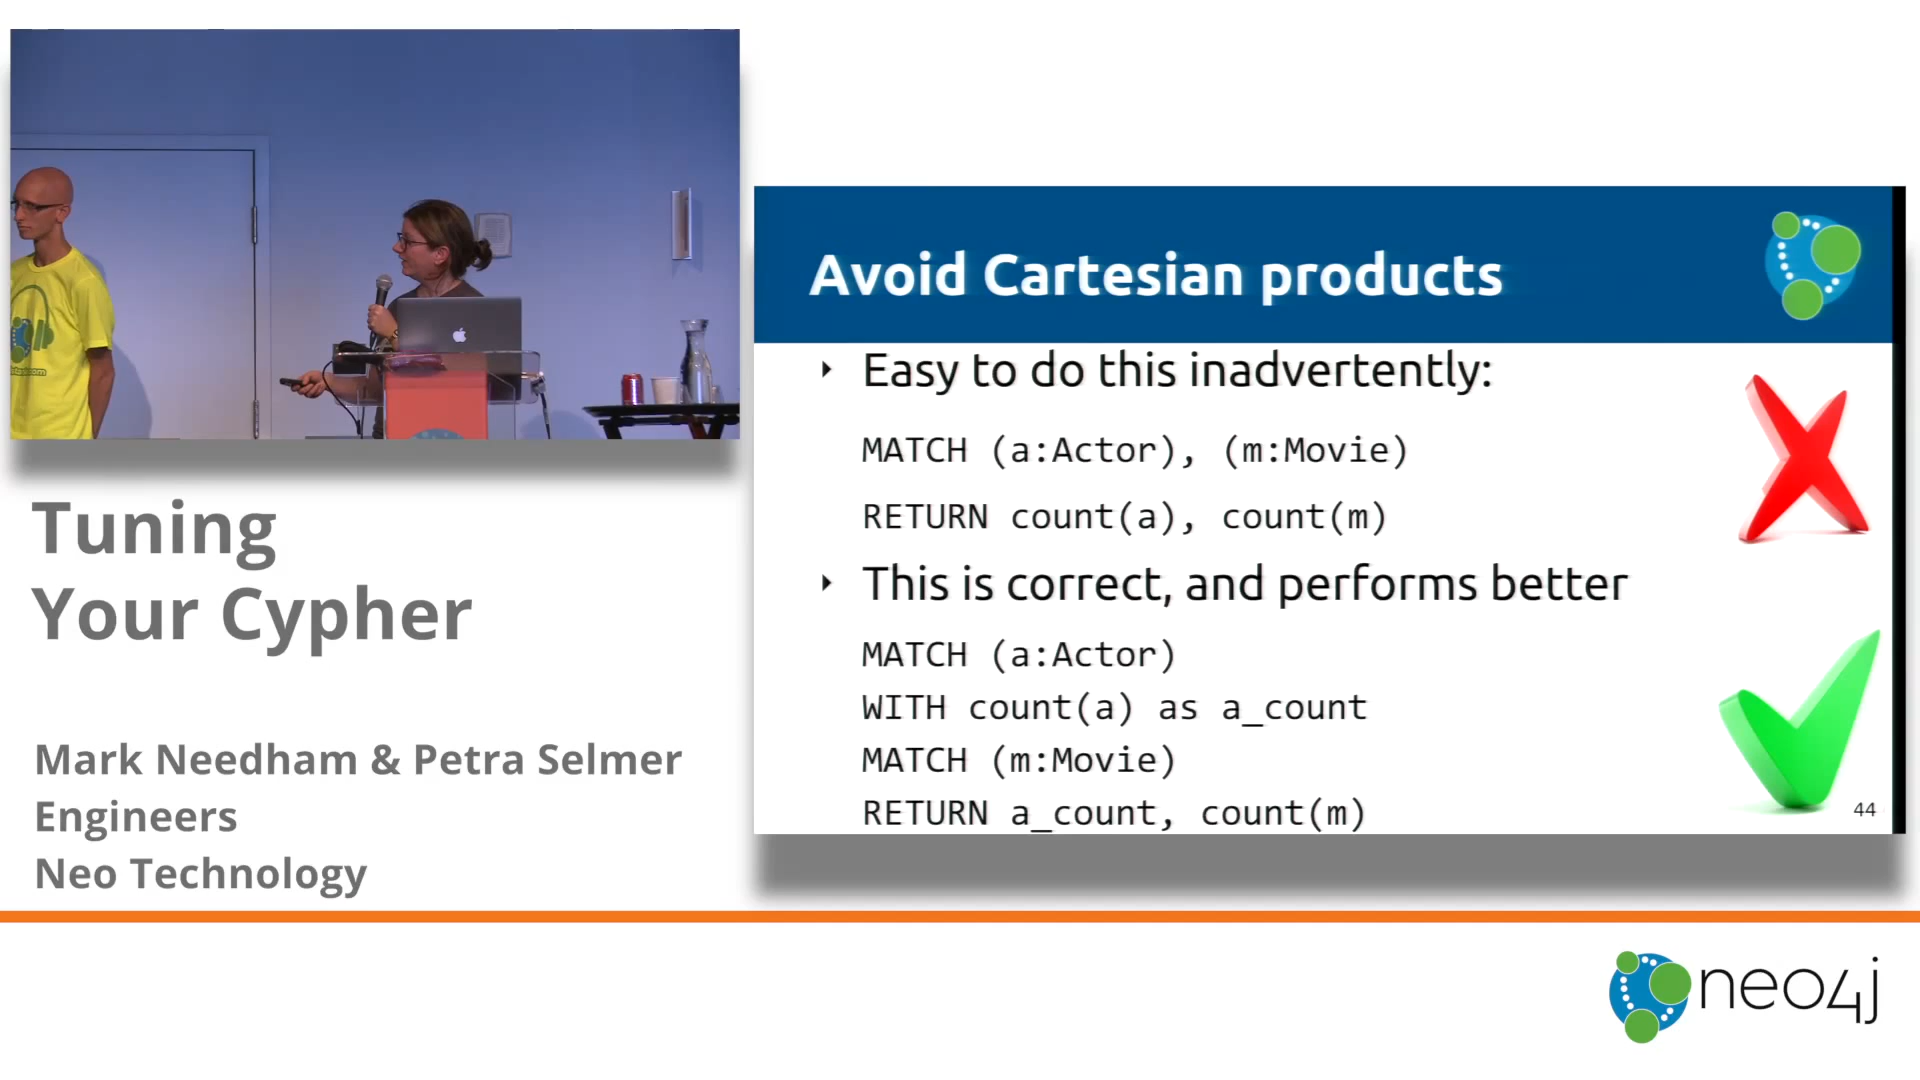 Tuning
Your Cypher
Mark Needham & Petra Selmer
Engineers
Neo Technology
Avoid Cartesian products
Easy to do this inadvertently:
MATCH (a:Actor), (m:Movie)
RETURN count(a), count(m)
This is correct, and performs better
MATCH (a:Actor)
WITH count(a) as a_count
MATCH (m:Movie)
RETURN a_count, count(m)
44
neo4j